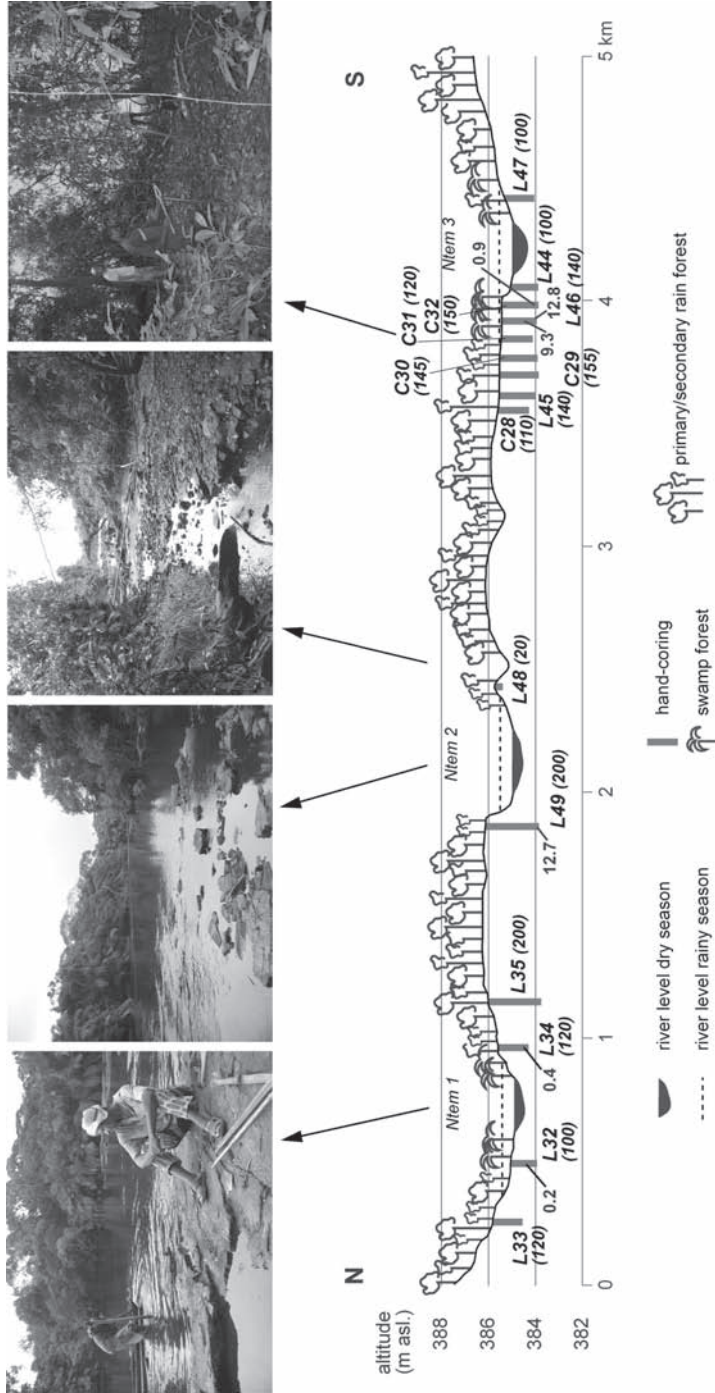 N
S
altitude
(m asl.)
388
386
384
382
Ntem 1
Ntem 2
Ntem 3
L33
(120)
0.2
L32
(100)
0.4
L34
(120)
L35 (200)
12.7
L49 (200)
L48 (20)
C28
(110)
L45
(140)
C30
(145)
C29
(155)
C31 (120)
C32
(150)
9.3
12.8
0.9
L46 (140)
L44 (100)
L47 (100)
0
1
2
3
4
5 km
river level dry season
river level rainy season
hand-coring
swamp forest
primary/secondary rain forest